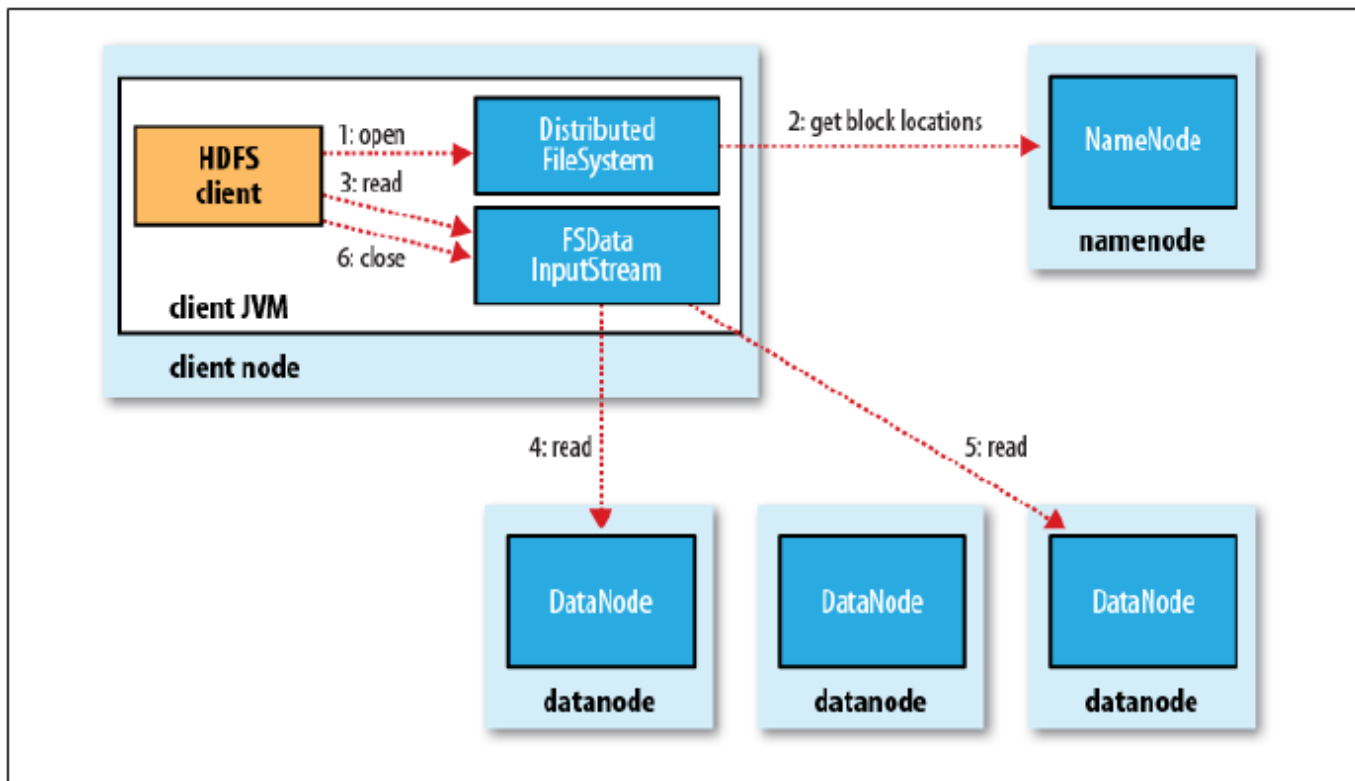 1: open
Distributed
FileSystem
2: get block locations
NameNode
HDFS
client
3: read
FSData
InputStream
6: close
namenode
client JVM
client node
4: read
5: read
DataNode
DataNode
DataNode
datanode
datanode
datanode